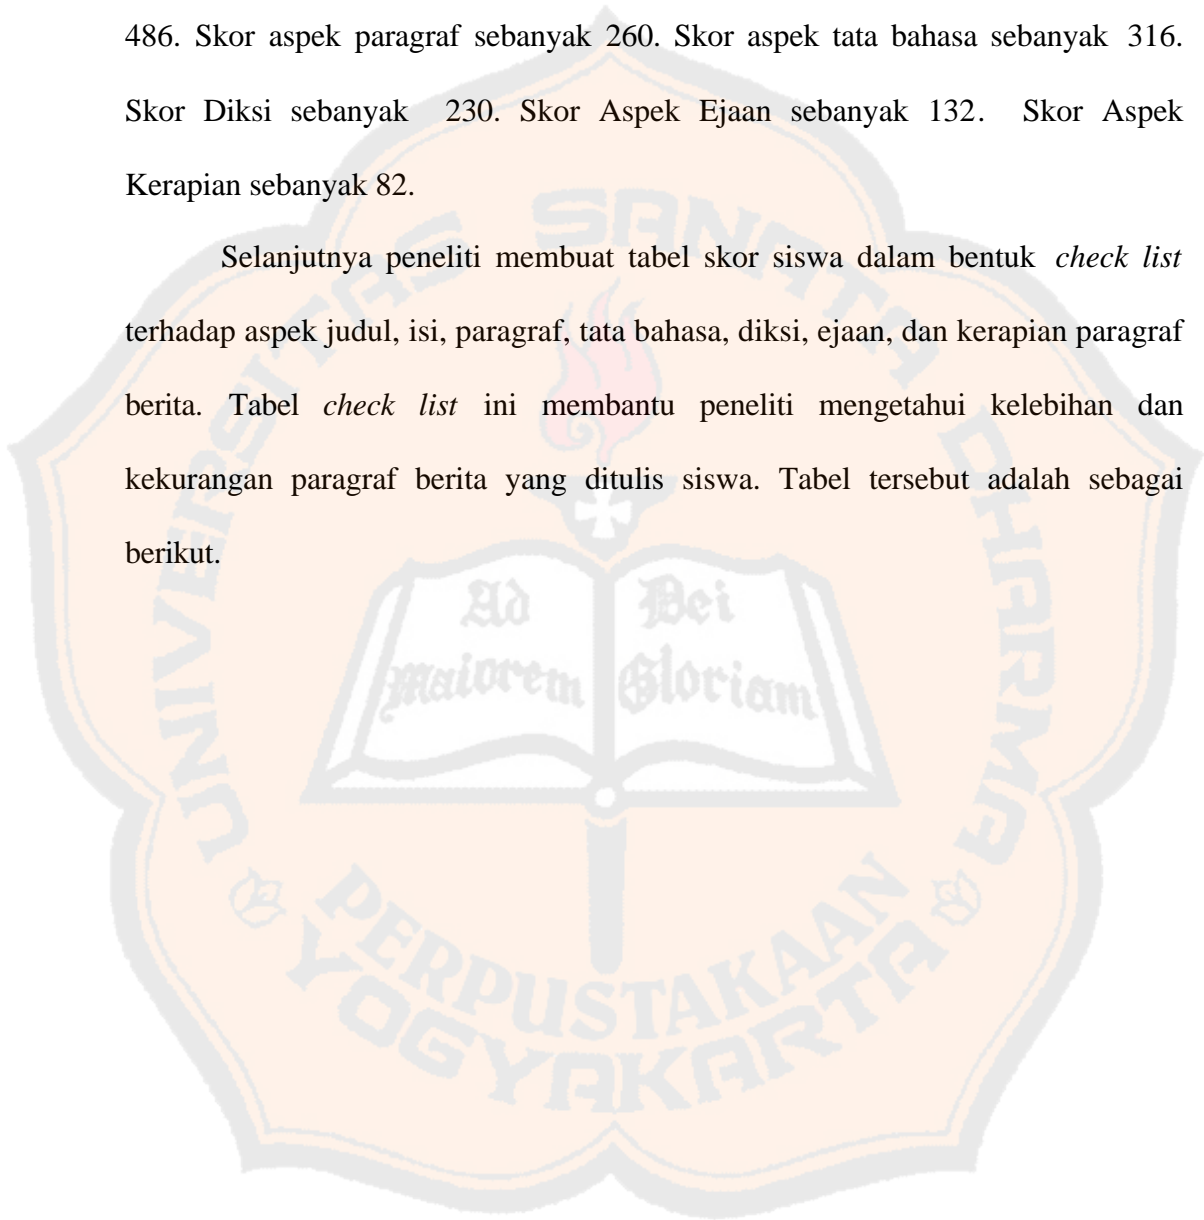 486. Skor aspek paragraf sebanyak 260. Skor aspek tata bahasa sebanyak 316.
Skor Diksi sebanyak 230. Skor Aspek Ejaan sebanyak 132. Skor Aspek
Kerapian sebanyak 82.
Selanjutnya peneliti membuat tabel skor siswa dalam bentuk check list
terhadap aspek judul, isi, paragraf, tata bahasa, diksi, ejaan, dan kerapian paragraf
berita. Tabel check list ini membantu peneliti mengetahui kelebihan dan
kekurangan paragraf berita yang ditulis siswa. Tabel tersebut adalah sebagai
berikut.
UNIVERSITAS SANATA DHARMA
Ad Dei
maiorem Gloriam
PERPUSTAKAAN
YOGYAKARTA